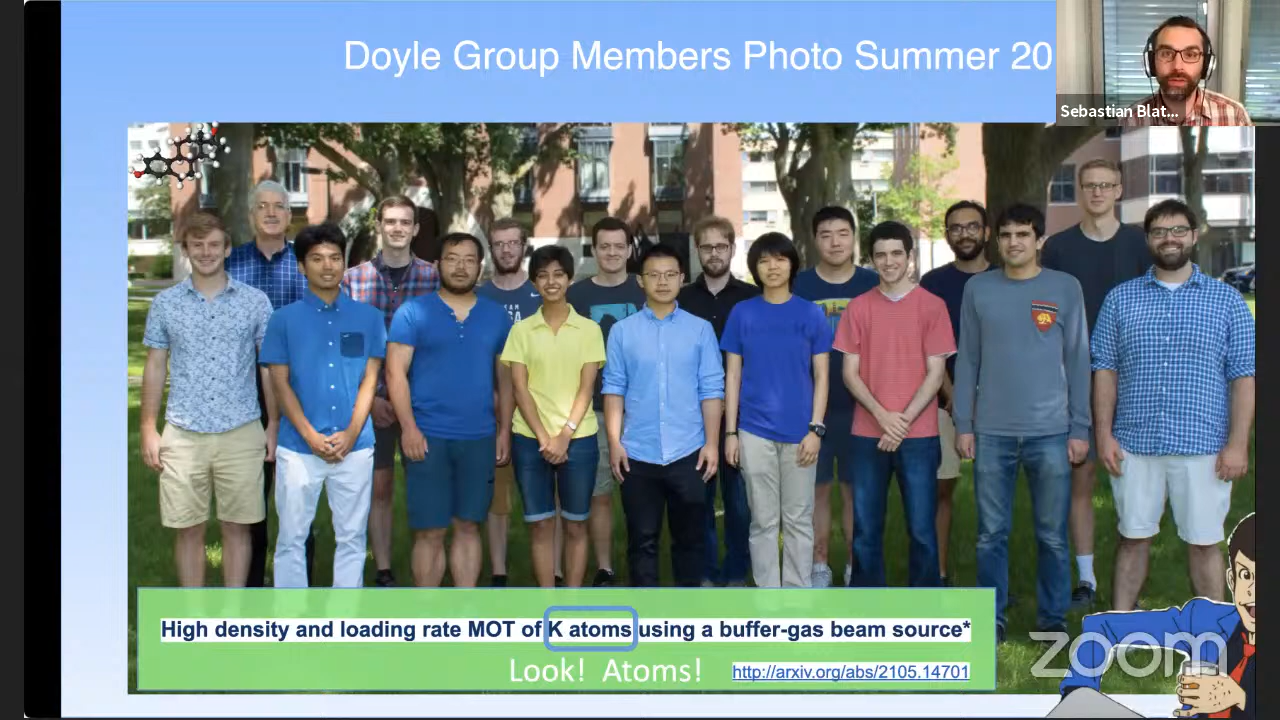 Doyle Group Members Photo Summer 20
Sebastian Blat...
High density and loading rate MOT of K atoms using a buffer-gas beam source*
Look! Atoms!
http://arxiv.org/abs/2105.14701
zoom